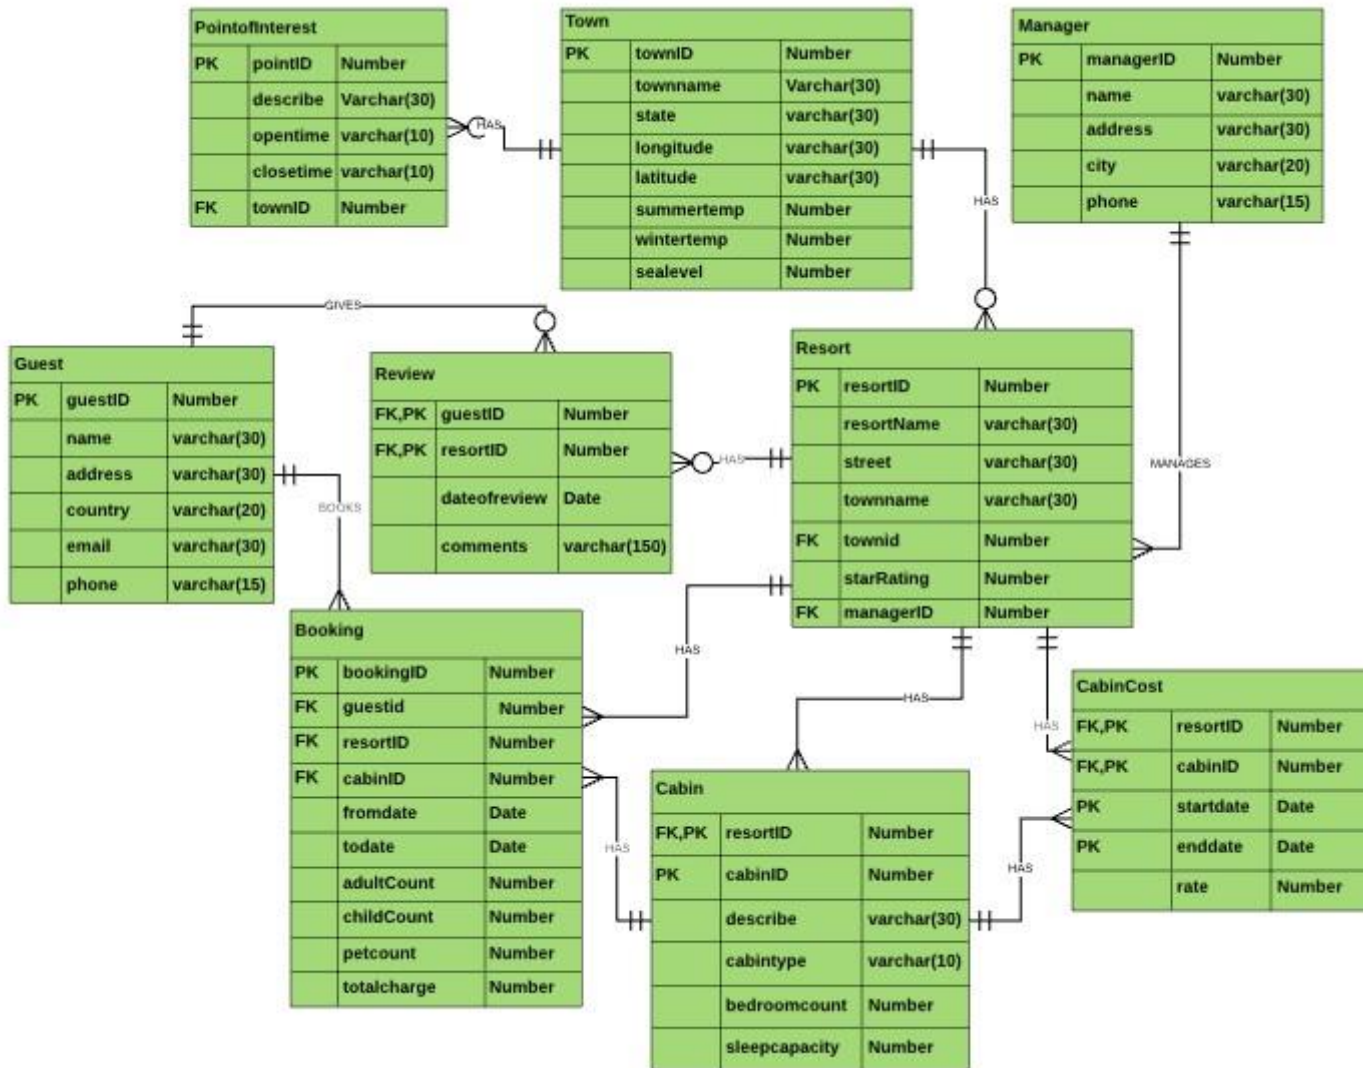 PointofInterest
PK pointID Number
describe Varchar(30)
opentime varchar(10)
closetime varchar(10)
FK townID Number
HAS
Town
PK townID Number
townname Varchar(30)
state varchar(30)
longitude varchar(30)
latitude varchar(30)
summertemp Number
wintertemp Number
sealevel Number
HAS
Manager
PK managerID Number
name varchar(30)
address varchar(30)
city varchar(20)
phone varchar(15)
MANAGES
GIVES
Guest
PK guestID Number
name varchar(30)
address varchar(30)
country varchar(20)
email varchar(30)
phone varchar(15)
BOOKS
Review
FK,PK guestID Number
FK,PK resortID Number
dateofreview Date
comments varchar(150)
HAS
Resort
PK resortID Number
resortName varchar(30)
street varchar(30)
townname varchar(30)
FK townid Number
starRating Number
FK managerID Number
HAS
HAS
HAS
Booking
PK bookingID Number
FK guestid Number
FK resortID Number
FK cabinID Number
fromdate Date
todate Date
adultCount Number
childCount Number
petcount Number
totalcharge Number
HAS
Cabin
FK,PK resortID Number
PK cabinID Number
describe varchar(30)
cabintype varchar(10)
bedroomcount Number
sleepcapacity Number
HAS
CabinCost
FK,PK resortID Number
FK,PK cabinID Number
PK startdate Date
PK enddate Date
rate Number